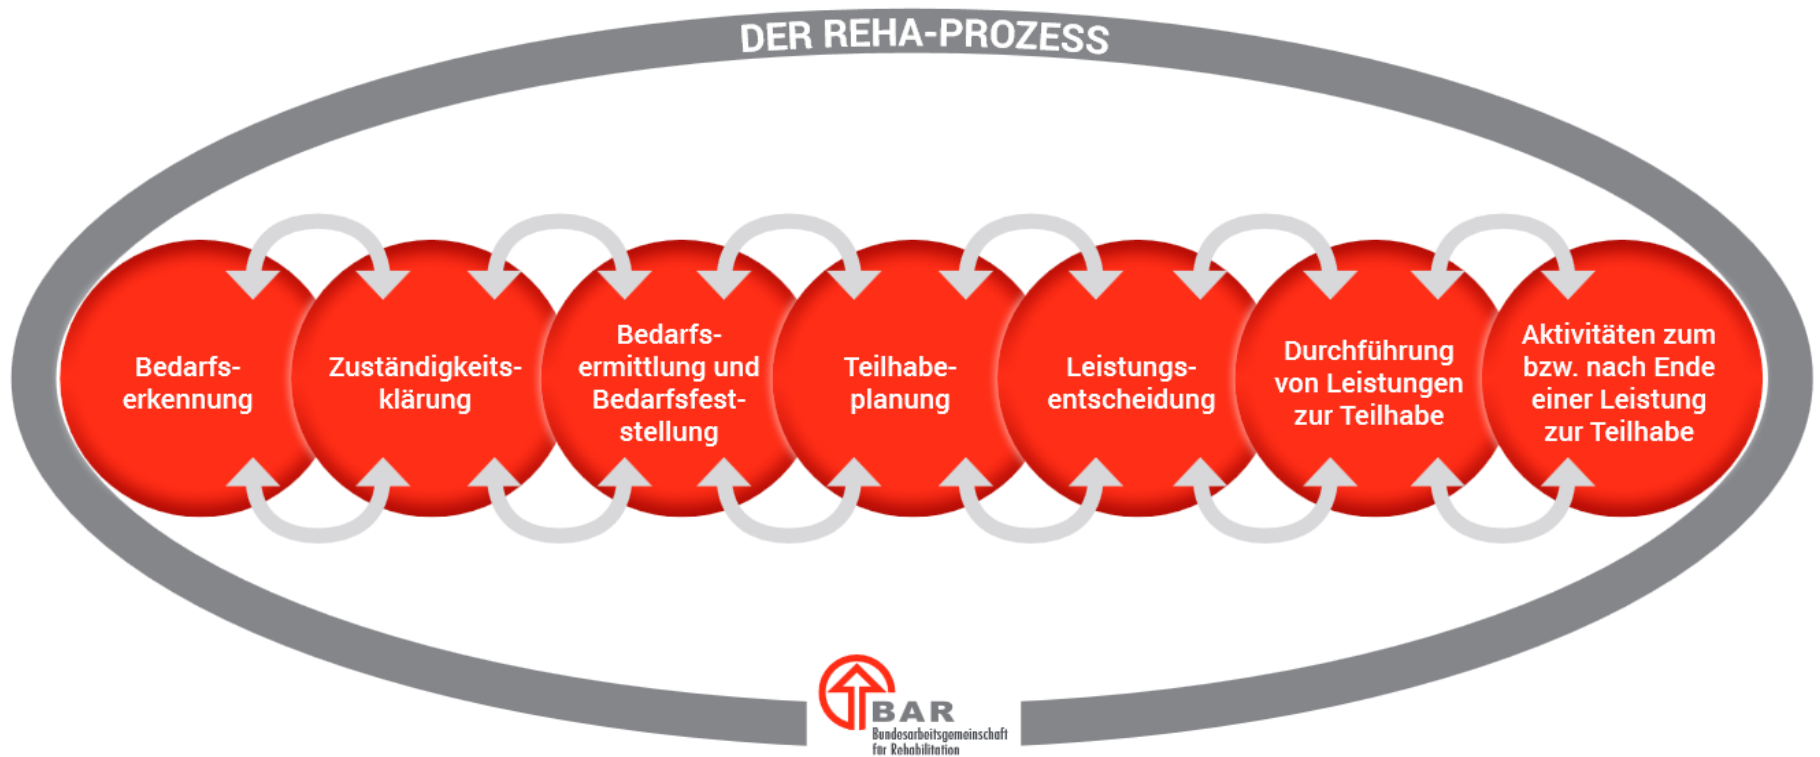 DER REHA-PROZESS
Bedarfs-
erkennung
Zuständigkeits-
klärung
Bedarfs-
ermittlung und
Bedarfsfest-
stellung
Teilhabe-
planung
Leistungs-
entscheidung
Durchführung
von Leistungen
zur Teilhabe
Aktivitäten zum
bzw. nach Ende
einer Leistung
zur Teilhabe
BAR
Bundesarbeitsgemeinschaft
für Rehabilitation